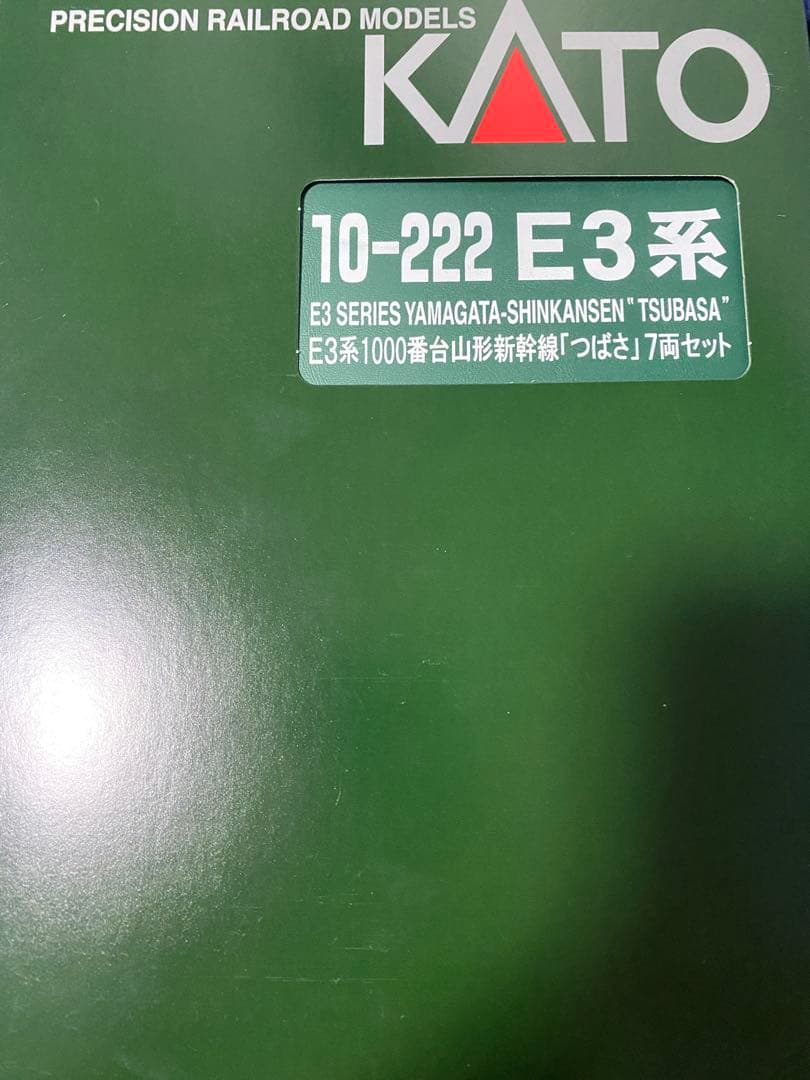 PRECISION RAILROAD MODELS
KATO
10-222 E3系
E3 SERIES YAMAGATA-SHINKANSEN "TSUBASA"
E3系1000番台山形新幹線「つばさ」7両セット